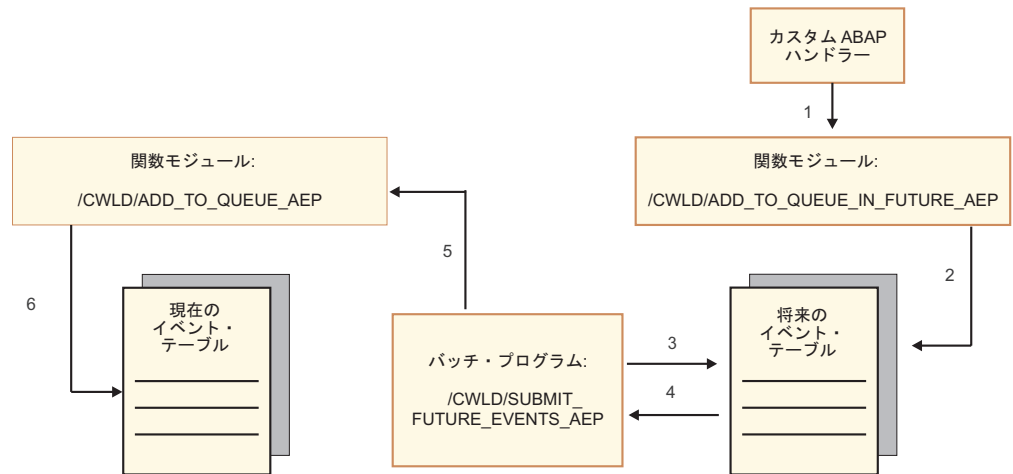 カスタム ABAP
ハンドラー
1
関数モジュール:
/CWLD/ADD_TO_QUEUE_AEP
関数モジュール:
/CWLD/ADD_TO_QUEUE_IN_FUTURE_AEP
5
2
6
現在の
イベント・
テーブル
バッチ・プログラム:
/CWLD/SUBMIT_
FUTURE_EVENTS_AEP
3
4
将来の
イベント・
テーブル